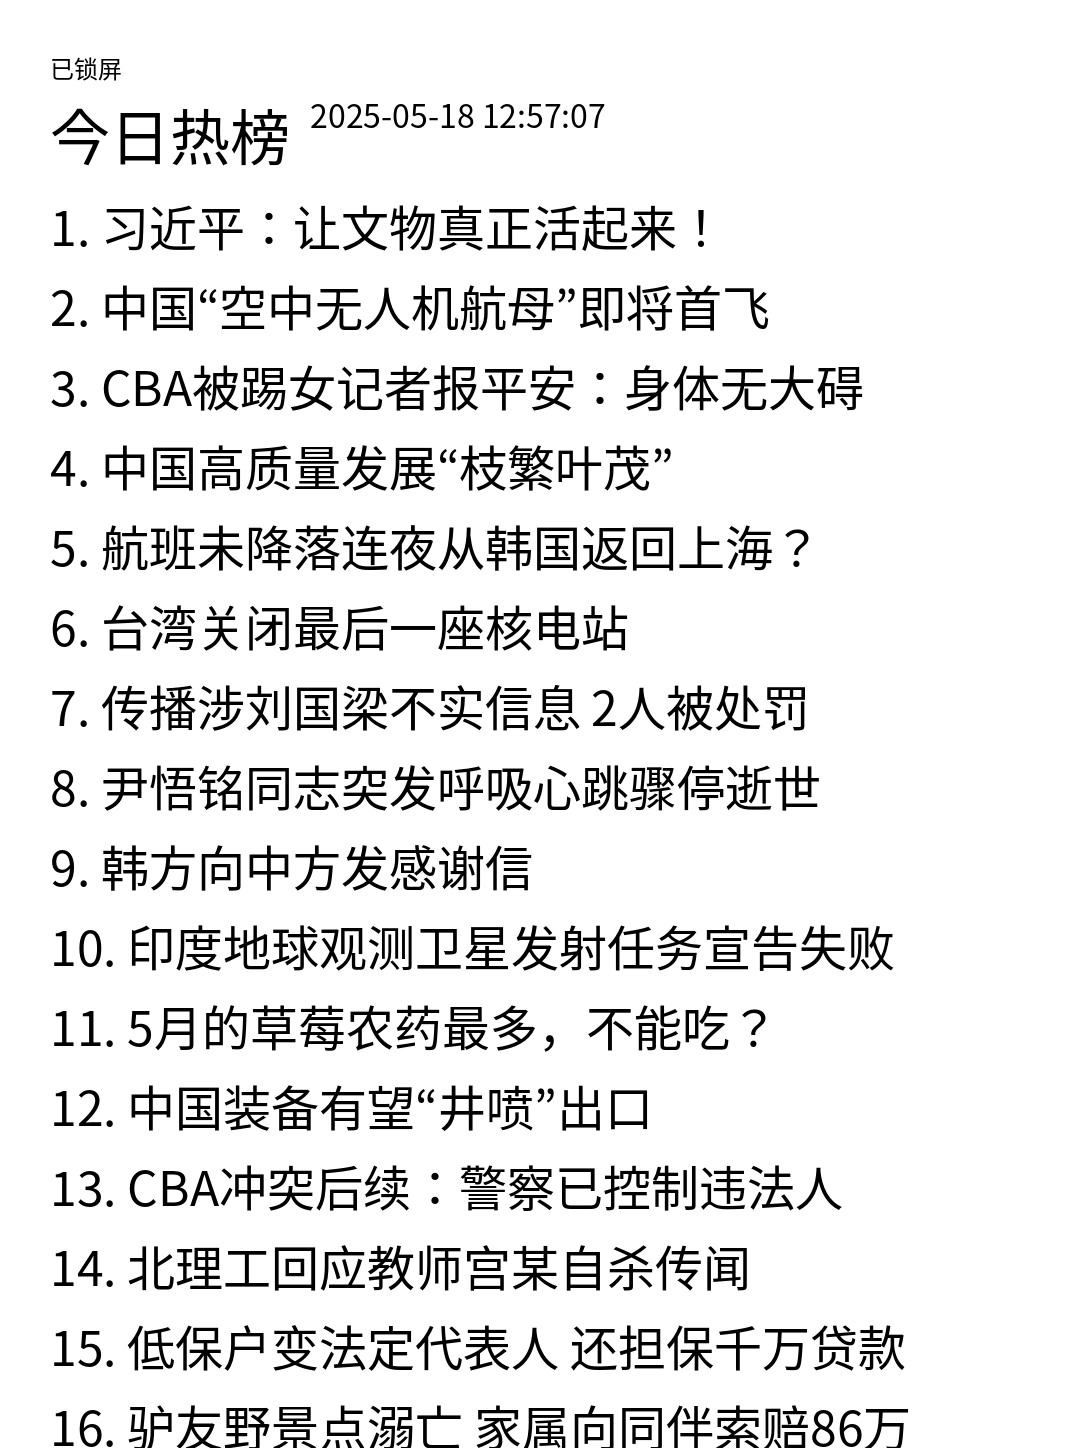 已锁屏
今日热榜 2025-05-18 12:57:07
1. 习近平：让文物真正活起来！
2. 中国“空中无人机航母”即将首飞
3. CBA被踢女记者报平安：身体无大碍
4. 中国高质量发展“枝繁叶茂”
5. 航班未降落连夜从韩国返回上海？
6. 台湾关闭最后一座核电站
7. 传播涉刘国梁不实信息 2人被处罚
8. 尹悟铭同志突发呼吸心跳骤停逝世
9. 韩方向中方发感谢信
10. 印度地球观测卫星发射任务宣告失败
11. 5月的草莓农药最多，不能吃？
12. 中国装备有望“井喷”出口
13. CBA冲突后续：警察已控制违法人
14. 北理工回应教师宫某自杀传闻
15. 低保户变法定代表人 还担保千万贷款
16. 驴友野景点溺亡 家属向同伴索赔86万